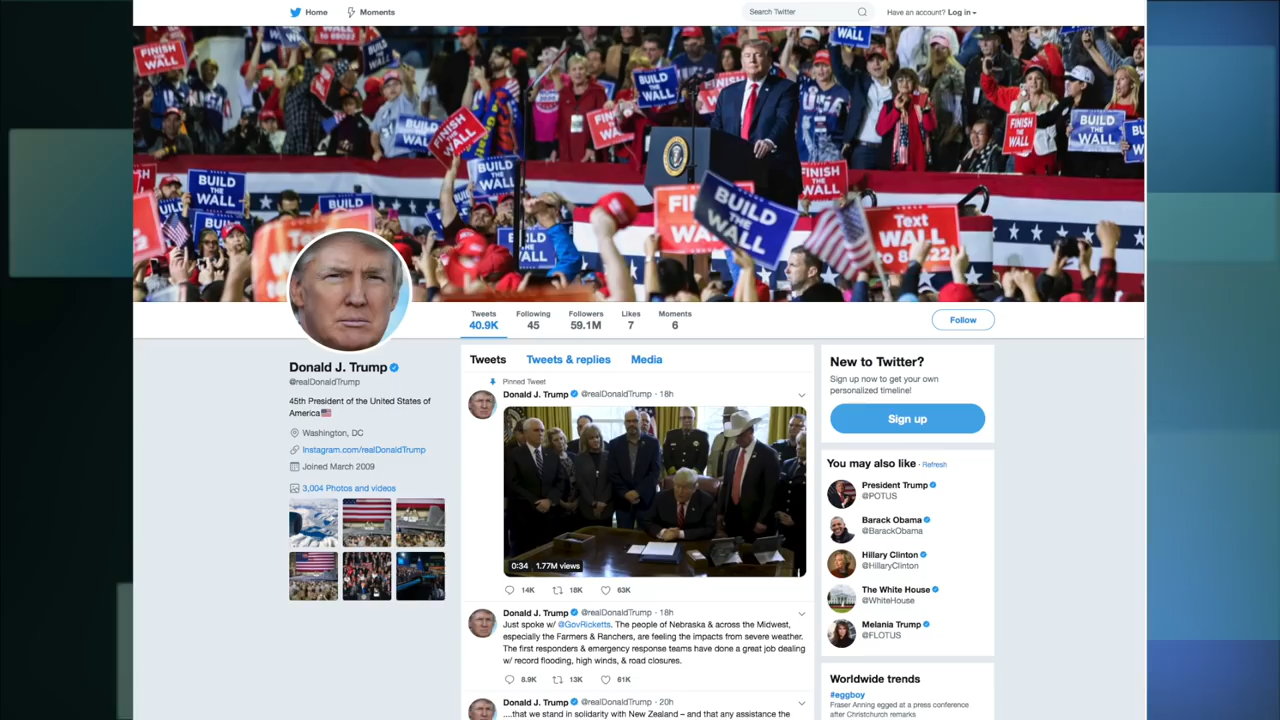 Home
Moments
Search Twitter
Have an account? Log in
FINISH
WALL
BUILD
THE
WALL
FINISH
THE
BUILD
THE
WALL
FINISH
BUILD
WALL
WALL
FINISH
WALL
BUILD
THE
WALL
BUILD
WALL
FINISH
WALL
BUILD
THE
WALL
BUILD
THE
WALL
Text
WALL
to 88022
Tweets
40.9K
Following
45
Followers
59.1M
Likes
7
Moments
6
Follow
Donald J. Trump
@realDonaldTrump
45th President of the United States of
America
Washington, DC
Instagram.com/realDonaldTrump
Joined March 2009
3,004 Photos and videos
Tweets
Tweets & replies
Media
Pinned Tweet
Donald J. Trump @realDonaldTrump · 18h
0:34 1.77M views
14K 18K 63K
Donald J. Trump @realDonaldTrump · 18h
Just spoke w/ @GovRicketts. The people of Nebraska & across the Midwest,
especially the Farmers & Ranchers, are feeling the impacts from severe weather.
The first responders & emergency response teams have done a great job dealing
w/ record flooding, high winds, & road closures.
8.9K 13K 61K
Donald J. Trump @realDonaldTrump · 20h
....that we stand in solidarity with New Zealand – and that any assistance the
New to Twitter?
Sign up now to get your own
personalized timeline!
Sign up
You may also like · Refresh
President Trump
@POTUS
Barack Obama
@BarackObama
Hillary Clinton
@HillaryClinton
The White House
@WhiteHouse
Melania Trump
@FLOTUS
Worldwide trends
#eggboy
Fraser Anning egged at a press conference
after Christchurch remarks